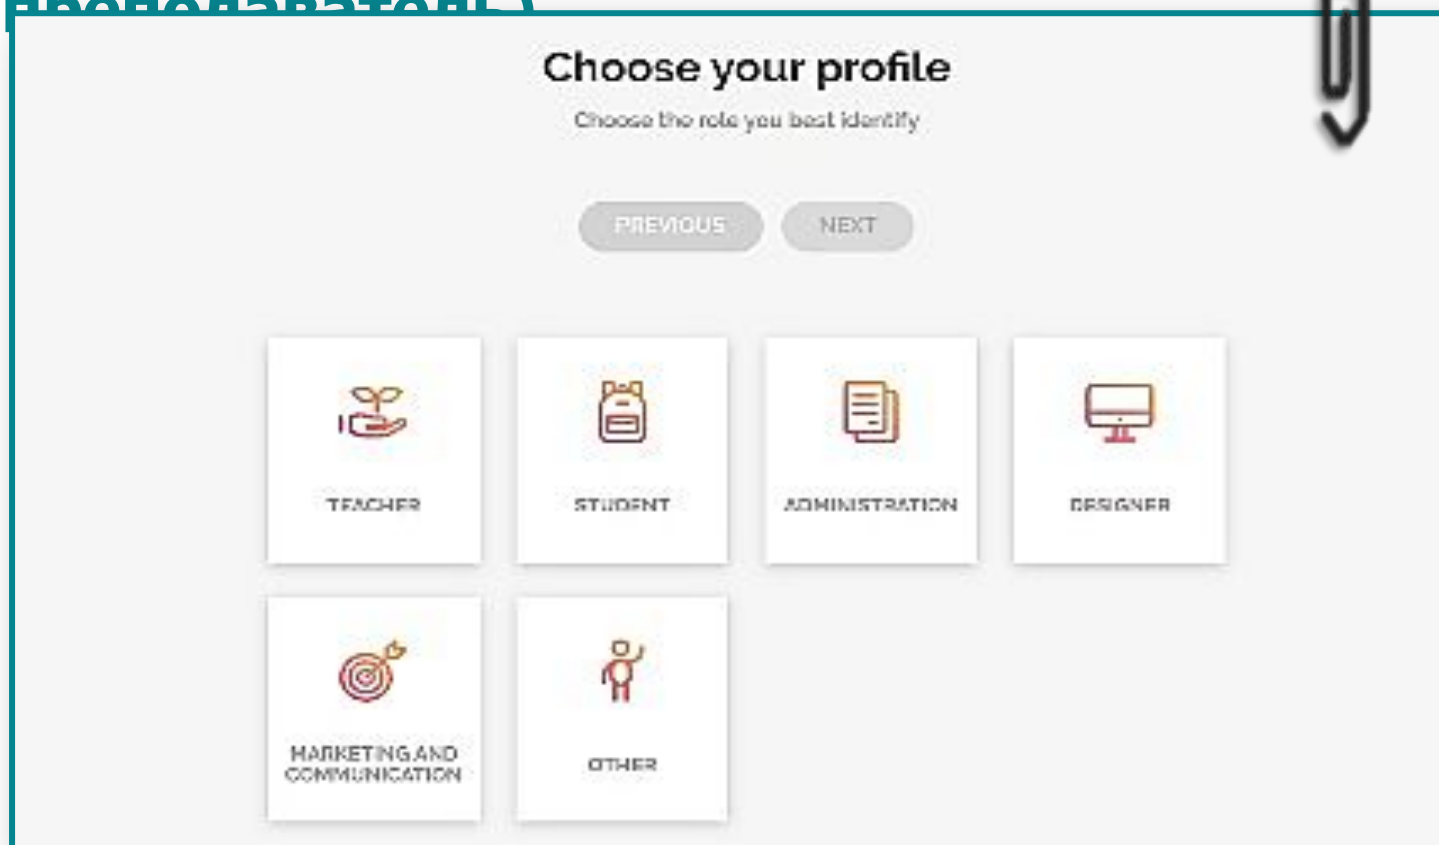 преподаватель)
Choose your profile
Choose the role you best identify
PREVIOUS
NEXT
TEACHER
STUDENT
ADMINISTRATION
DESIGNER
MARKETING AND
COMMUNICATION
OTHER